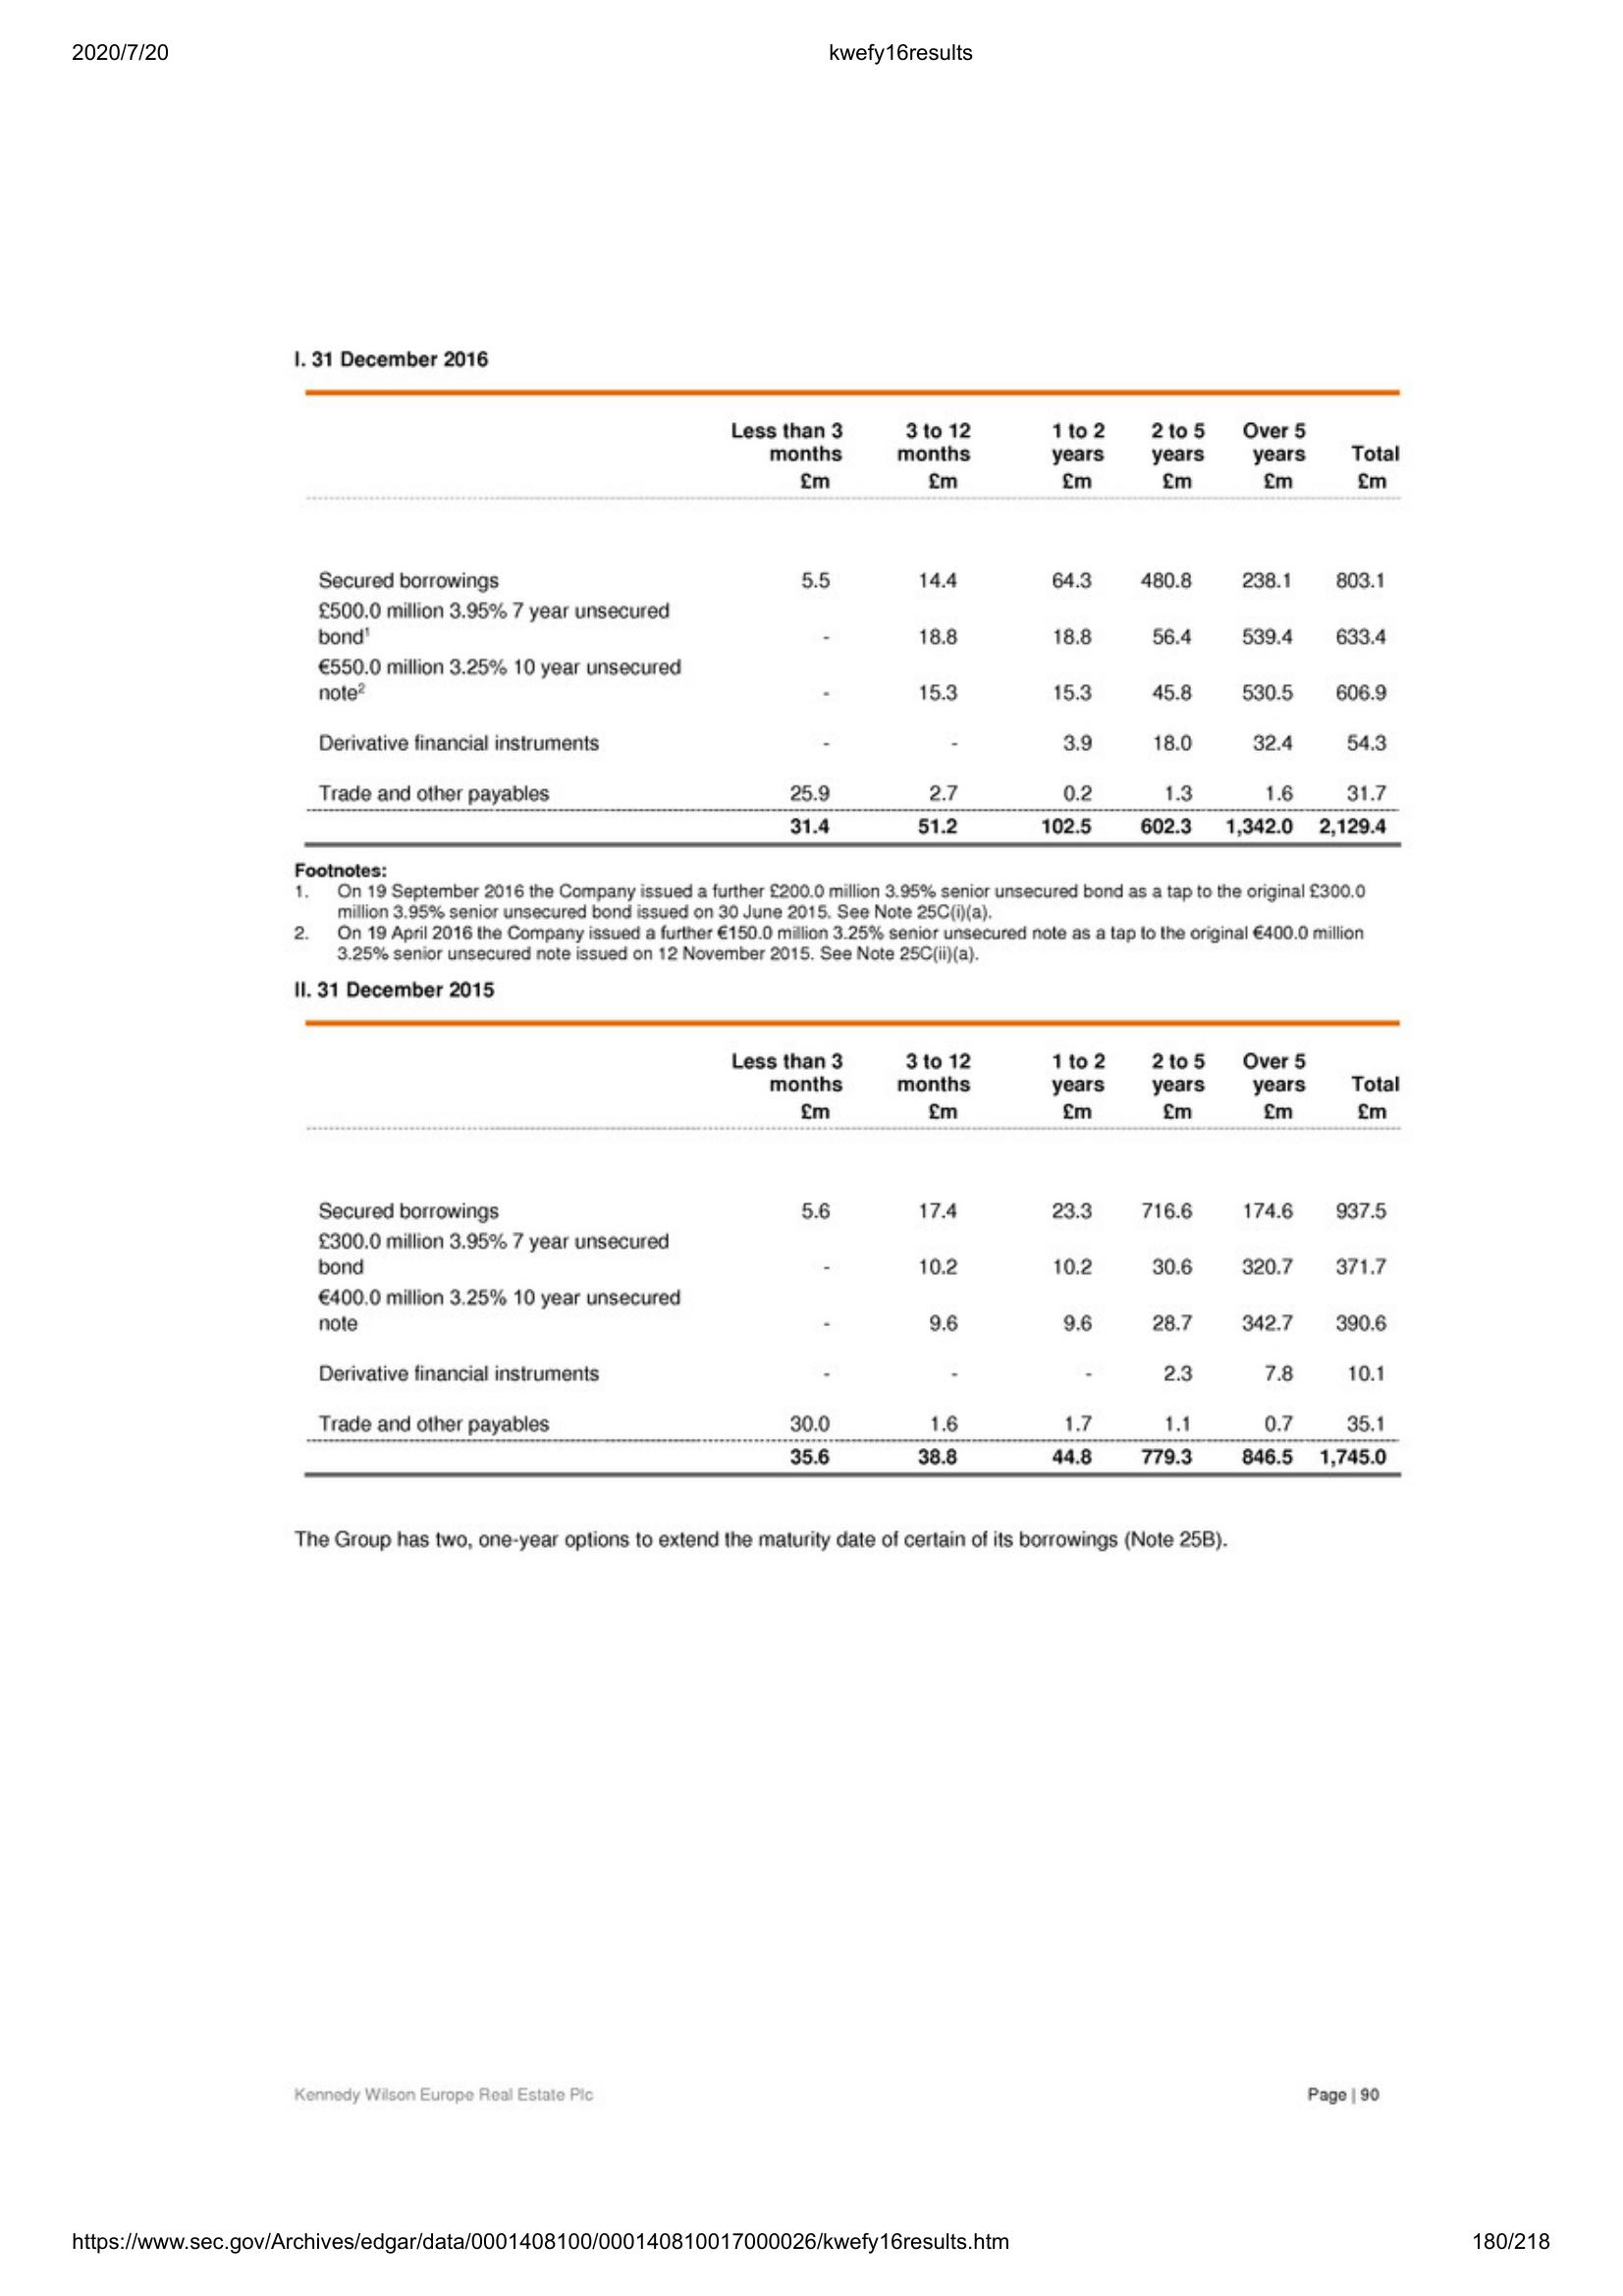 2020/7/20 kwefy16results
I. 31 December 2016
Less than 3 3 to 12 1 to 2 2 to 5 Over 5
months months years years years Total
£m £m £m £m £m £m
Secured borrowings 5.5 14.4 64.3 480.8 238.1 803.1
£500.0 million 3.95% 7 year unsecured
bond¹ - 18.8 18.8 56.4 539.4 633.4
€550.0 million 3.25% 10 year unsecured
note² - 15.3 15.3 45.8 530.5 606.9
Derivative financial instruments - - 3.9 18.0 32.4 54.3
Trade and other payables 25.9 2.7 0.2 1.3 1.6 31.7
31.4 51.2 102.5 602.3 1,342.0 2,129.4
Footnotes:
1. On 19 September 2016 the Company issued a further £200.0 million 3.95% senior unsecured bond as a tap to the original £300.0
million 3.95% senior unsecured bond issued on 30 June 2015. See Note 25C(i)(a).
2. On 19 April 2016 the Company issued a further €150.0 million 3.25% senior unsecured note as a tap to the original €400.0 million
3.25% senior unsecured note issued on 12 November 2015. See Note 25C(ii)(a).
II. 31 December 2015
Less than 3 3 to 12 1 to 2 2 to 5 Over 5
months months years years years Total
£m £m £m £m £m £m
Secured borrowings 5.6 17.4 23.3 716.6 174.6 937.5
£300.0 million 3.95% 7 year unsecured
bond - 10.2 10.2 30.6 320.7 371.7
€400.0 million 3.25% 10 year unsecured
note - 9.6 9.6 28.7 342.7 390.6
Derivative financial instruments - - - 2.3 7.8 10.1
Trade and other payables 30.0 1.6 1.7 1.1 0.7 35.1
35.6 38.8 44.8 779.3 846.5 1,745.0
The Group has two, one-year options to extend the maturity date of certain of its borrowings (Note 25B).
Kennedy Wilson Europe Real Estate Plc Page | 90
https://www.sec.gov/Archives/edgar/data/0001408100/000140810017000026/kwefy16results.htm 180/218